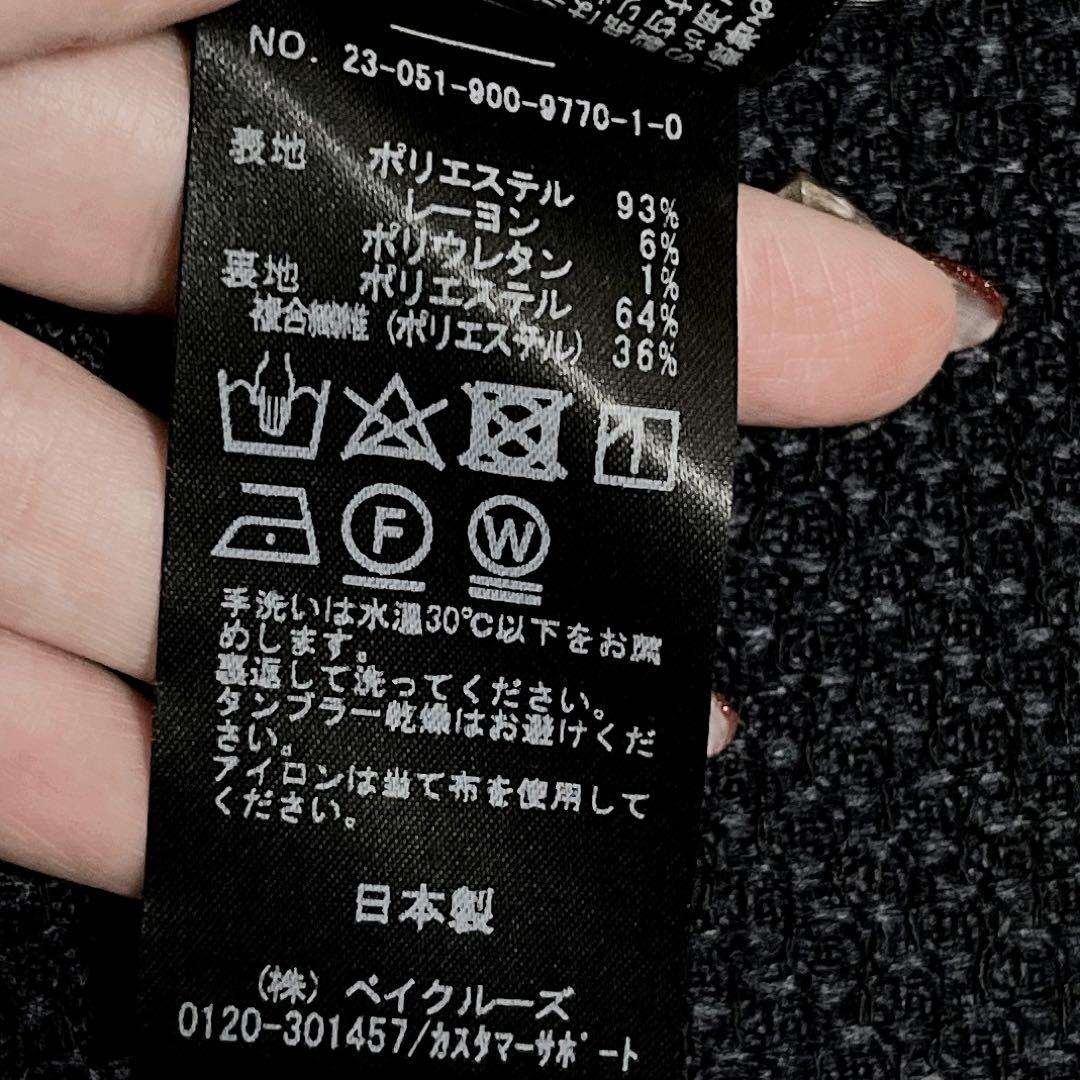 NO. 23-051-900-9770-1-0
表地 ポリエステル 93%
レーヨン 6%
ポリウレタン 1%
裏地 ポリエステル 64%
複合繊維(ポリエステル) 36%
F W
手洗いは水温30℃以下をお薦
めします。
裏返して洗ってください。
タンブラー乾燥はお避けくだ
さい。
アイロンは当て布を使用して
ください。
日本製
(株) ベイクルーズ
0120-301457/カスタマーサポート